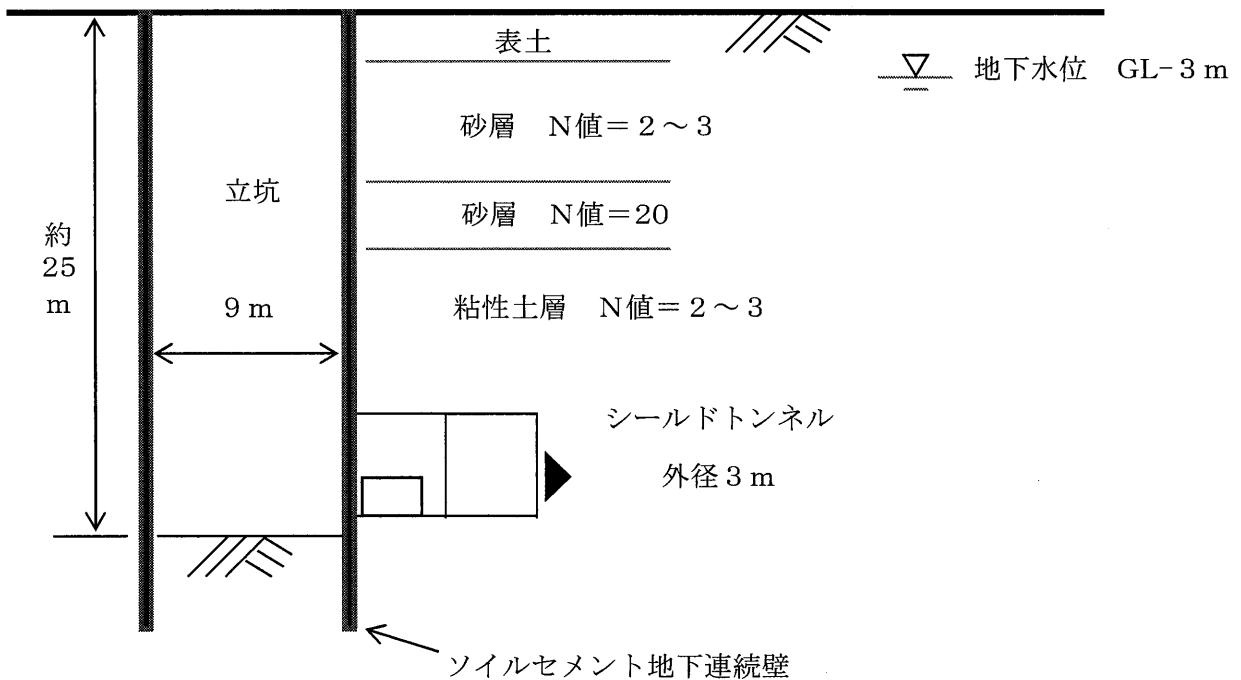 表土
地下水位 GL-3 m
砂層 N値=2~3
立坑
砂層 N値=20
約
25
m
9 m
粘性土層 N値=2~3
シールドトンネル
外径3 m
ソイルセメント地下連続壁